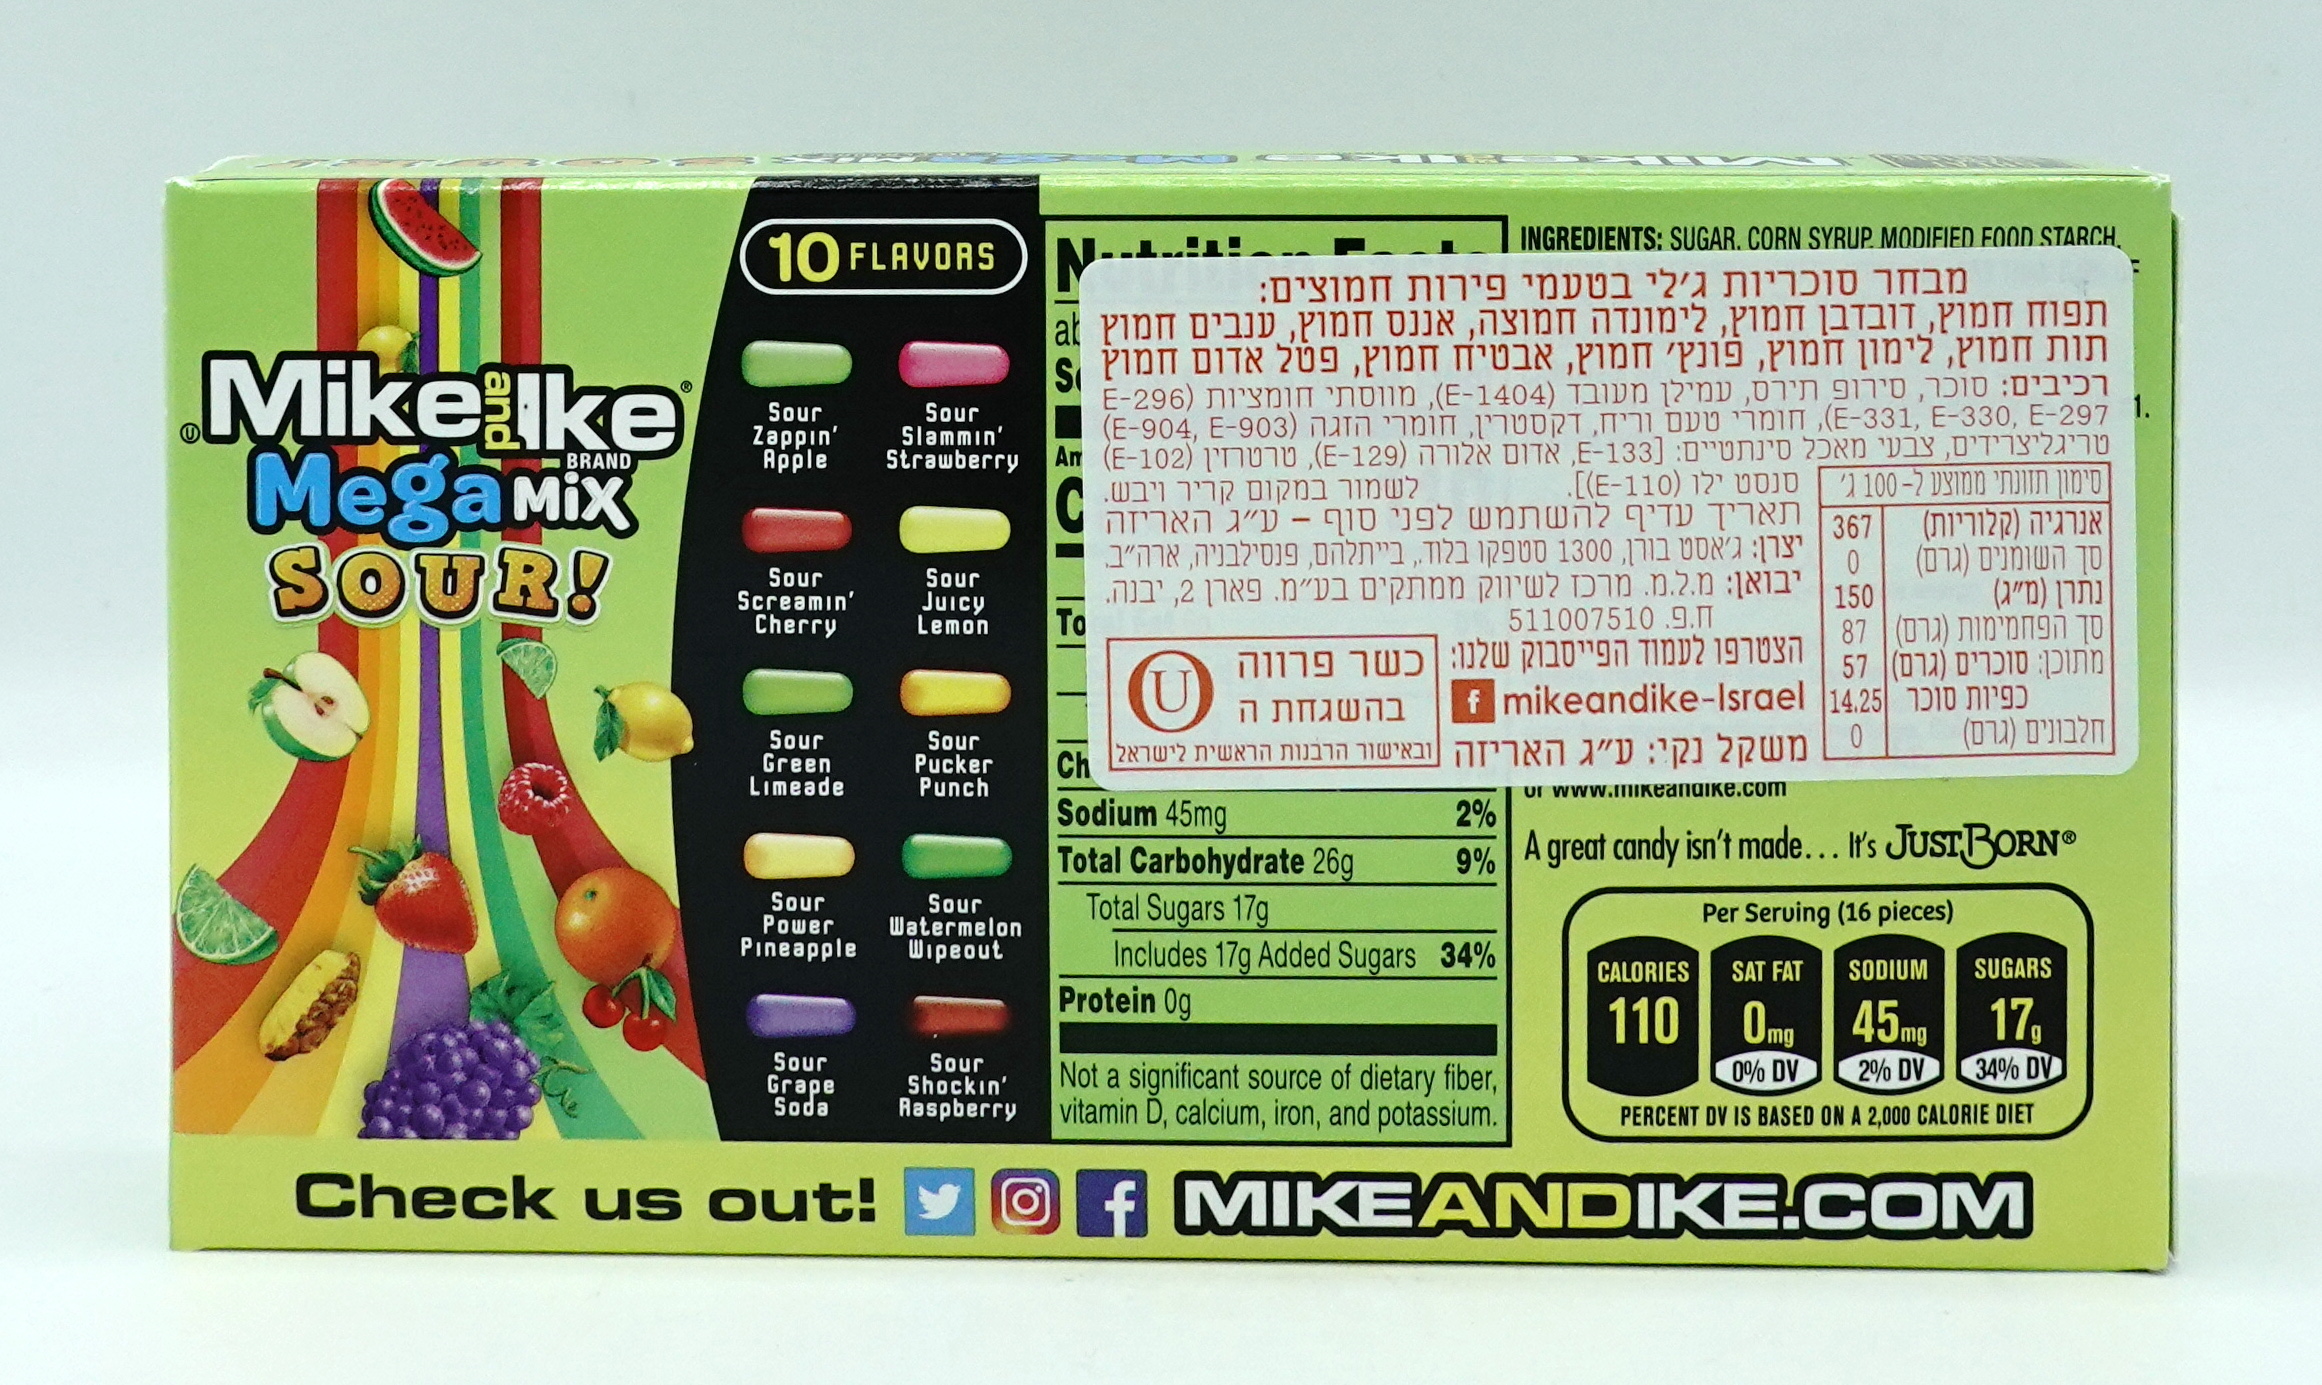 Mike and Ike®
BRAND
Mega MIX
SOUR!
10 FLAVORS
Sour
Zappin'
Apple
Sour
Slammin'
Strawberry
Sour
Screamin'
Cherry
Sour
Juicy
Lemon
Sour
Green
Limeade
Sour
Pucker
Punch
Sour
Power
Pineapple
Sour
Watermelon
Wipeout
Sour
Grape
Soda
Sour
Shockin'
Raspberry
Nutrition Facts
INGREDIENTS: SUGAR, CORN SYRUP, MODIFIED FOOD STARCH,
מבחר סוכריות ג'לי בטעמי פירות חמוצים:
תפוח חמוץ, דובדבן חמוץ, לימונדה חמוצה, אננס חמוץ, ענבים חמוץ
תות חמוץ, לימון חמוץ, פונץ' חמוץ, אבטיח חמוץ, פטל אדום חמוץ
רכיבים: סוכר, סירופ תירס, עמילן מעובד (E-1404), מווסתי חומציות (E-296
E-331, E-330, E-297), חומרי טעם וריח, דקסטרין, חומרי הזגה (E-904, E-903)
טריגליצרידים, צבעי מאכל סינתטיים: [E-133, אדום אלורה (E-129), טרטרזין (E-102)
סנסט ילו (E-110)]. לשמור במקום קריר ויבש.
תאריך עדיף להשתמש לפני סוף – ע"ג האריזה
יצרן: ג'אסט בורן, 1300 סטפקו בלוד., בייתלהם, פנסילבניה, ארה"ב.
יבואן: מ.ל.מ. מרכז לשיווק ממתקים בע"מ. פארן 2, יבנה.
ח.פ. 511007510
הצטרפו לעמוד הפייסבוק שלנו:
mikeandike-Israel
משקל נקי: ע"ג האריזה
סימון תזונתי ממוצע ל- 100 ג'
אנרגיה (קלוריות) 367
סך השומנים (גרם) 0
נתרן (מ"ג) 150
סך הפחמימות (גרם) 87
מתוכן: סוכרים (גרם) 57
כפיות סוכר 14.25
חלבונים (גרם) 0
U
כשר פרווה
בהשגחת ה
ובאישור הרבנות הראשית לישראל
Sodium 45mg 2%
Total Carbohydrate 26g 9%
Total Sugars 17g
Includes 17g Added Sugars 34%
Protein 0g
Not a significant source of dietary fiber,
vitamin D, calcium, iron, and potassium.
or www.mikeandike.com
A great candy isn't made... It's JUST BORN®
Per Serving (16 pieces)
CALORIES
110
SAT FAT
0mg
0% DV
SODIUM
45mg
2% DV
SUGARS
17g
34% DV
PERCENT DV IS BASED ON A 2,000 CALORIE DIET
Check us out!
MIKEANDIKE.COM